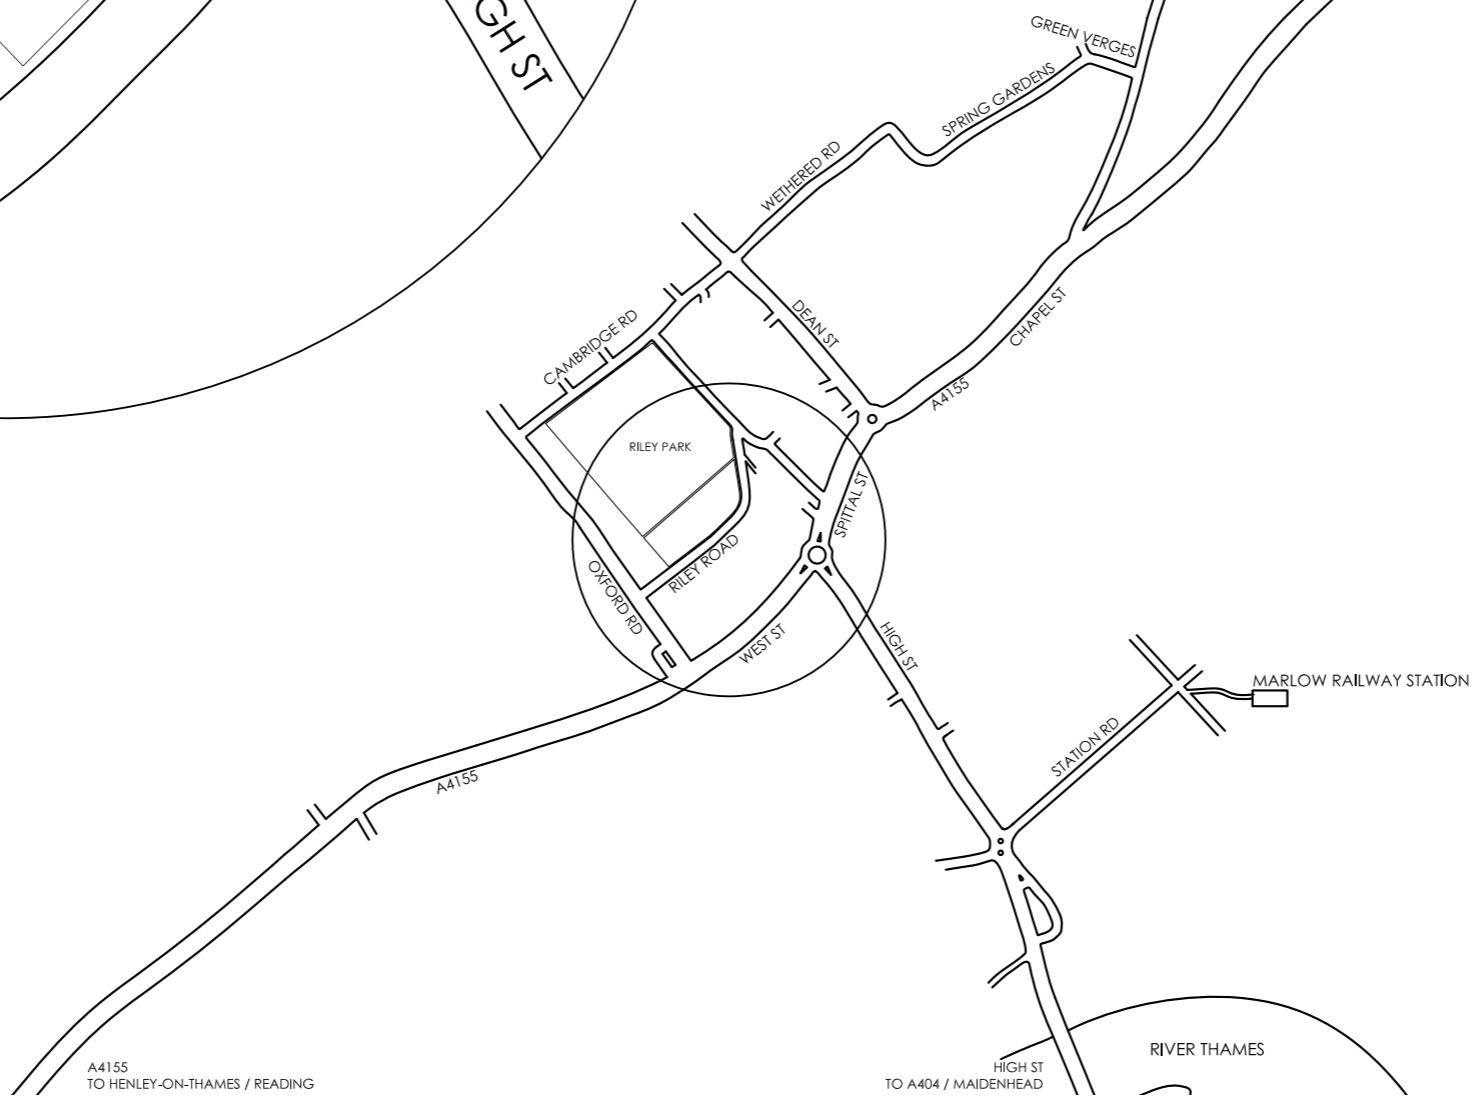 GH ST
GREEN VERGES
SPRING GARDENS
WETHERED RD
DEAN ST
CHAPEL ST
CAMBRIDGE RD
A4155
RILEY PARK
SPITTAL ST
RILEY ROAD
OXFORD RD
WEST ST
HIGH ST
MARLOW RAILWAY STATION
STATION RD
A4155
RIVER THAMES
A4155
TO HENLEY-ON-THAMES / READING
HIGH ST
TO A404 / MAIDENHEAD